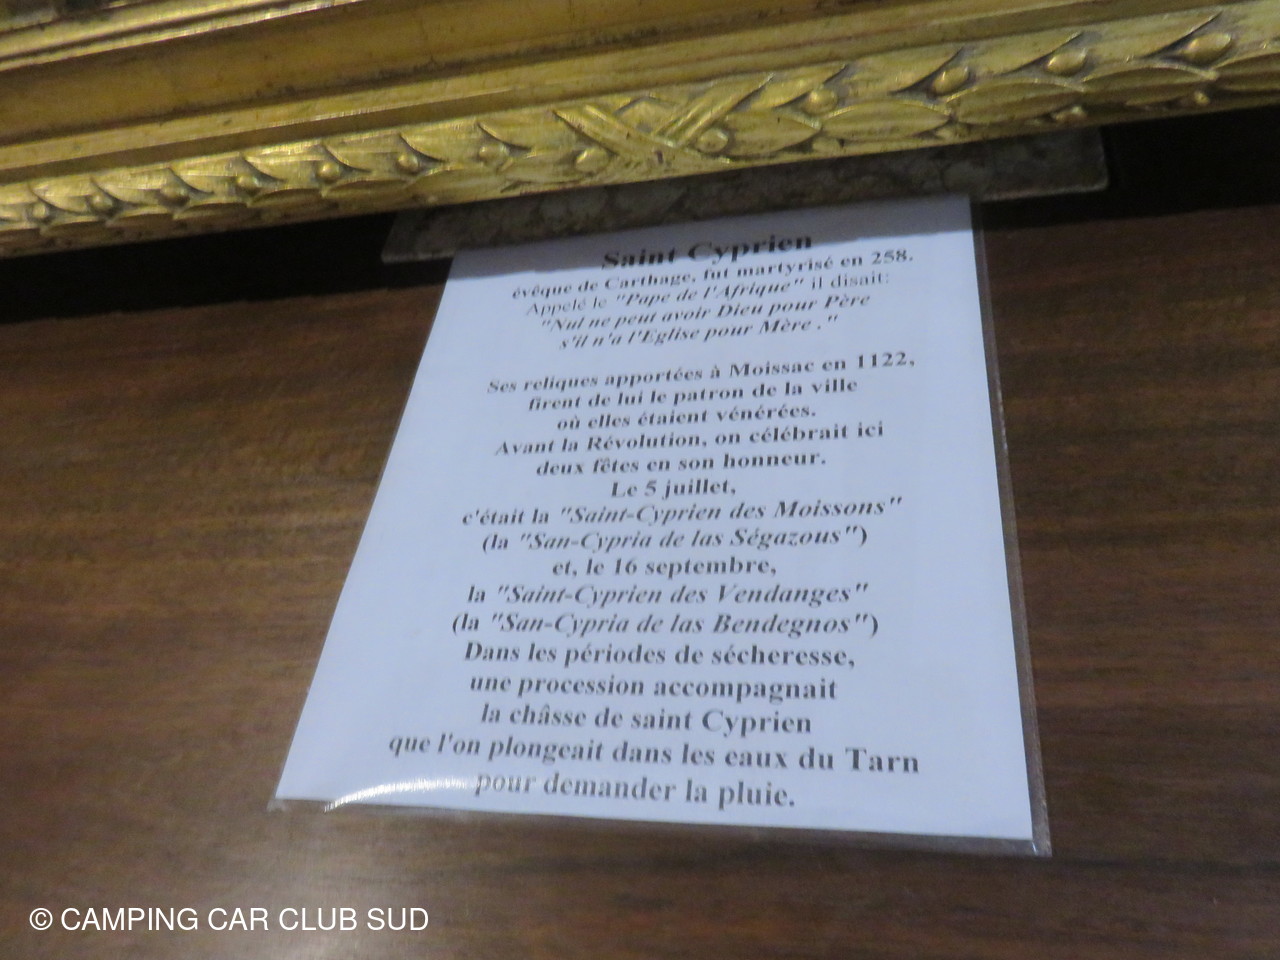 Saint Cyprien
évêque de Carthage, fut martyrisé en 258.
Appelé le "Pape de l'Afrique" il disait:
"Nul ne peut avoir Dieu pour Père
s'il n'a l'Eglise pour Mère ."
Ses reliques apportées à Moissac en 1122,
firent de lui le patron de la ville
où elles étaient vénérées.
Avant la Révolution, on célébrait ici
deux fêtes en son honneur.
Le 5 juillet,
c'était la "Saint-Cyprien des Moissons"
(la "San-Cypria de las Ségazous")
et, le 16 septembre,
la "Saint-Cyprien des Vendanges"
(la "San-Cypria de las Bendegnos")
Dans les périodes de sécheresse,
une procession accompagnait
la châsse de saint Cyprien
que l'on plongeait dans les eaux du Tarn
pour demander la pluie.
© CAMPING CAR CLUB SUD